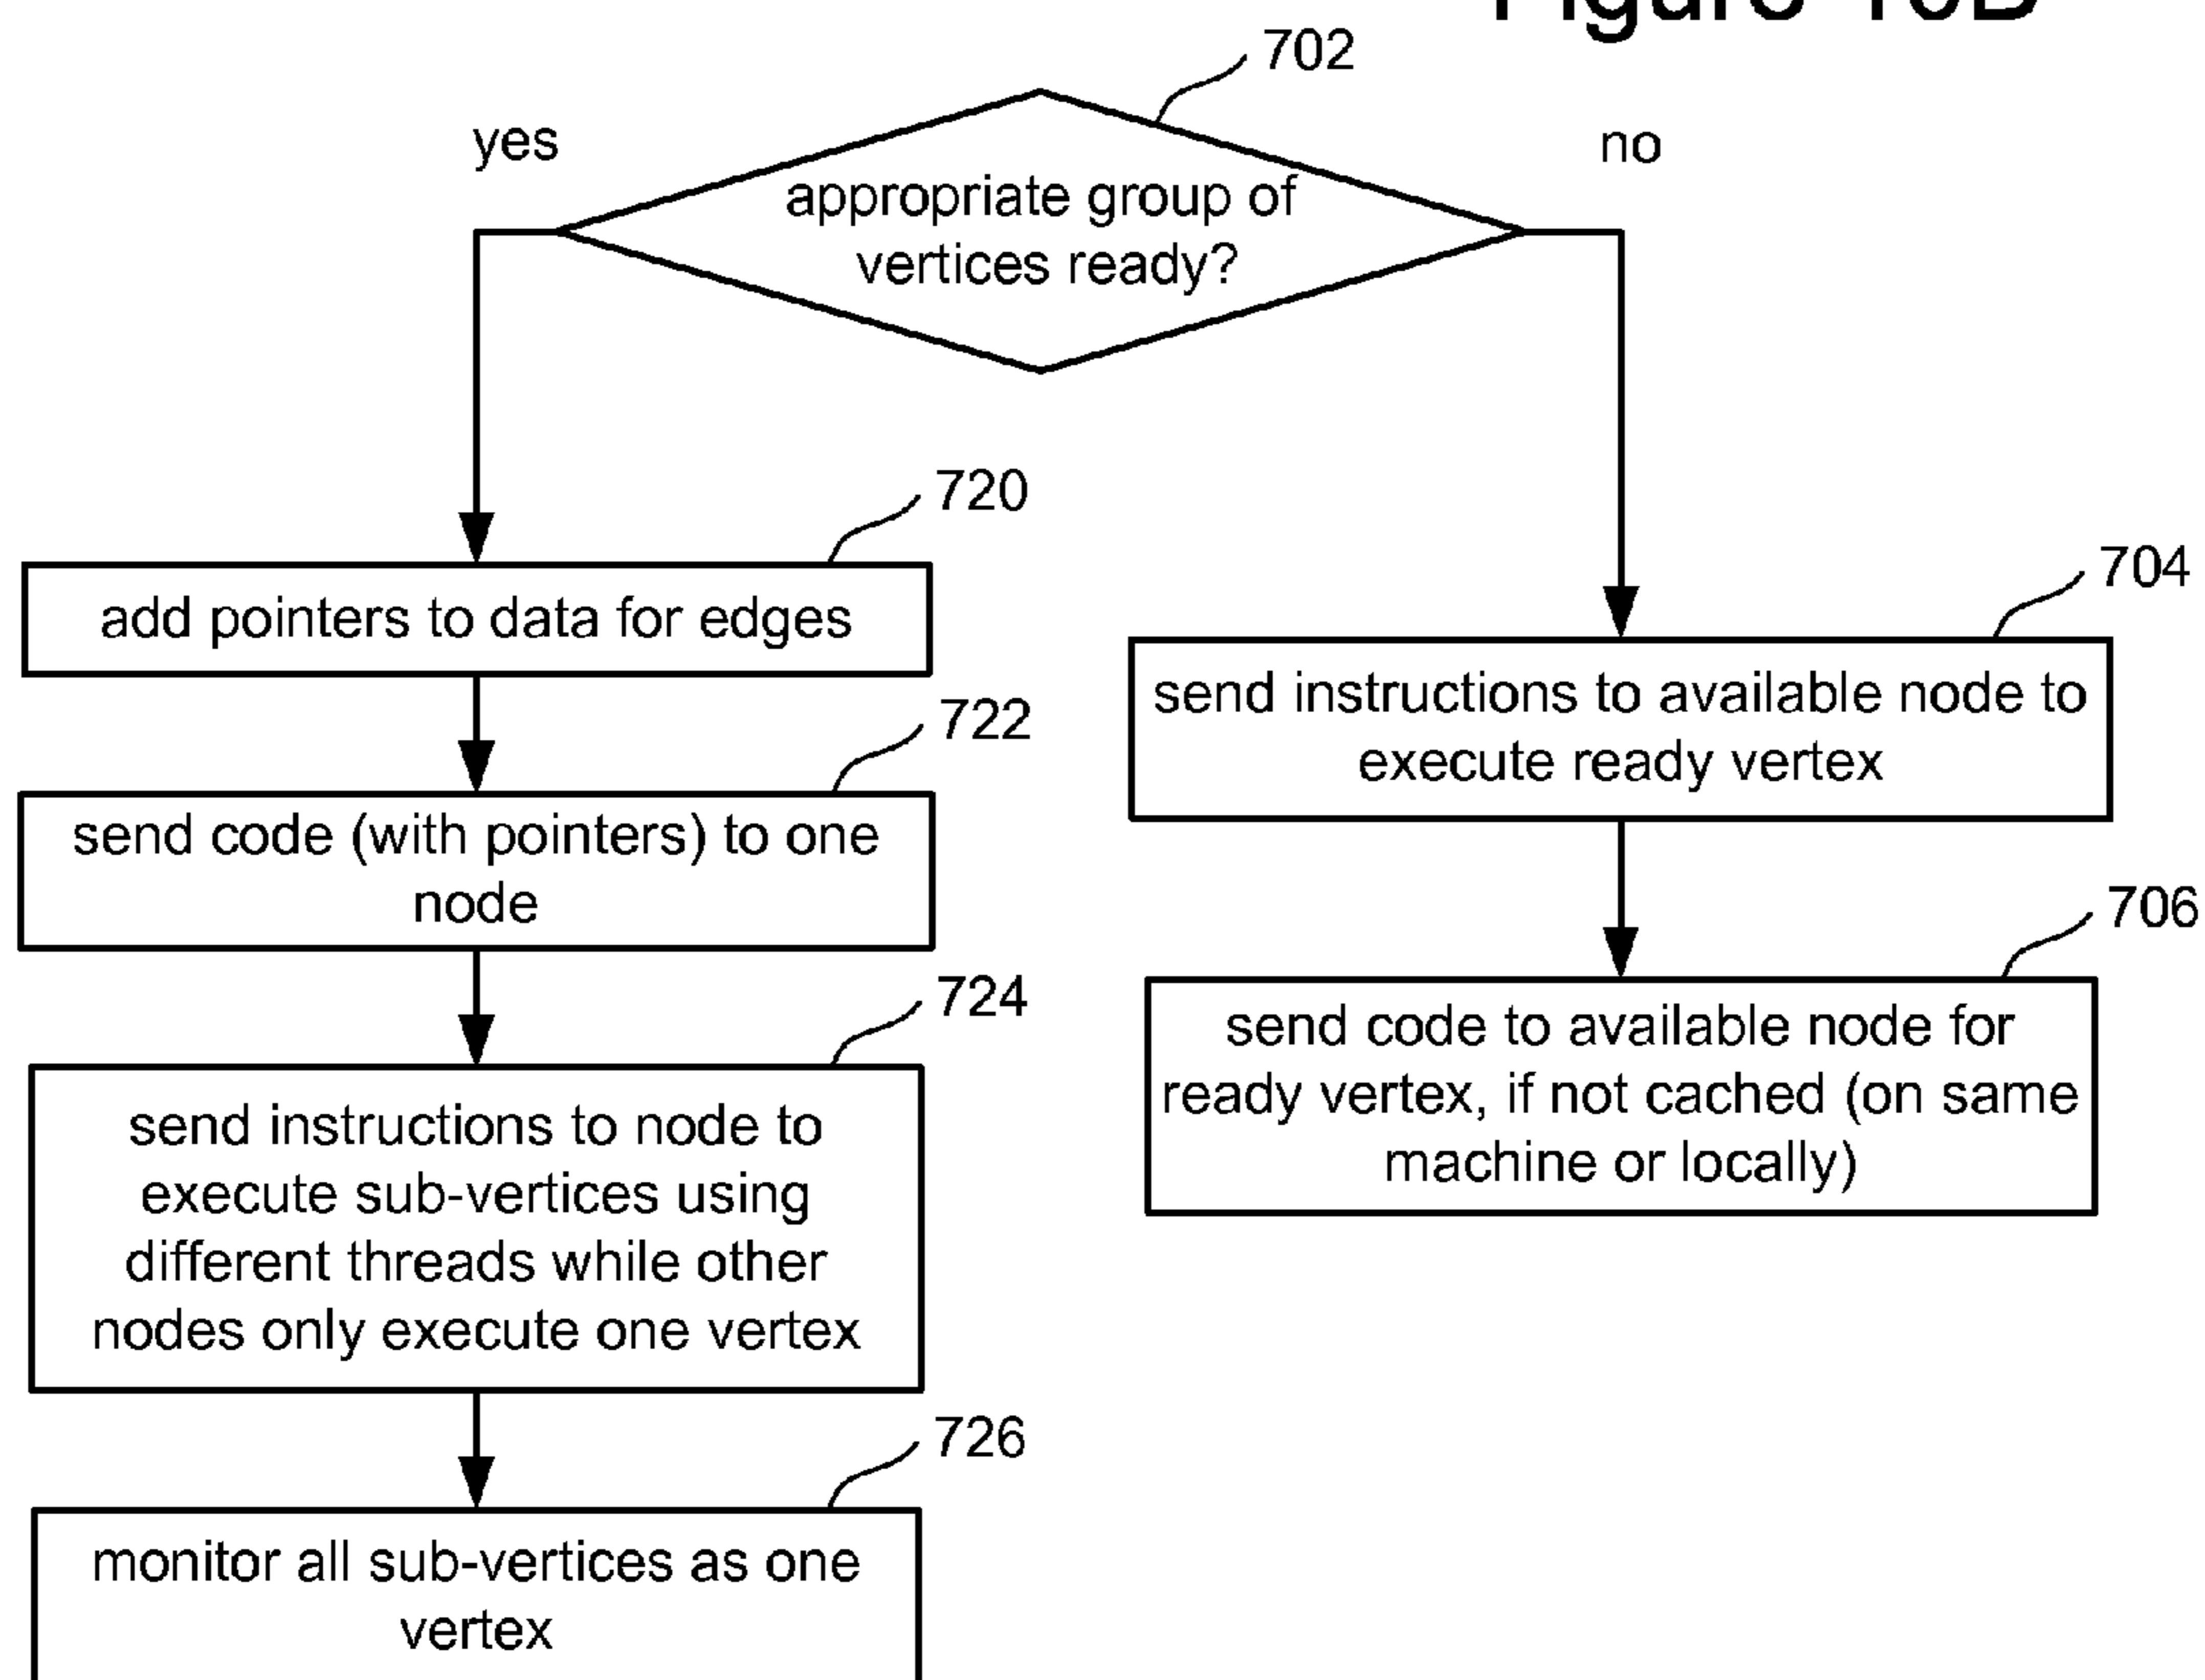 702
yes
no
appropriate group of
vertices ready?
720
add pointers to data for edges
722
send code (with pointers) to one
node
724
send instructions to node to
execute sub-vertices using
different threads while other
nodes only execute one vertex
726
monitor all sub-vertices as one
vertex
704
send instructions to available node to
execute ready vertex
706
send code to available node for
ready vertex, if not cached (on same
machine or locally)